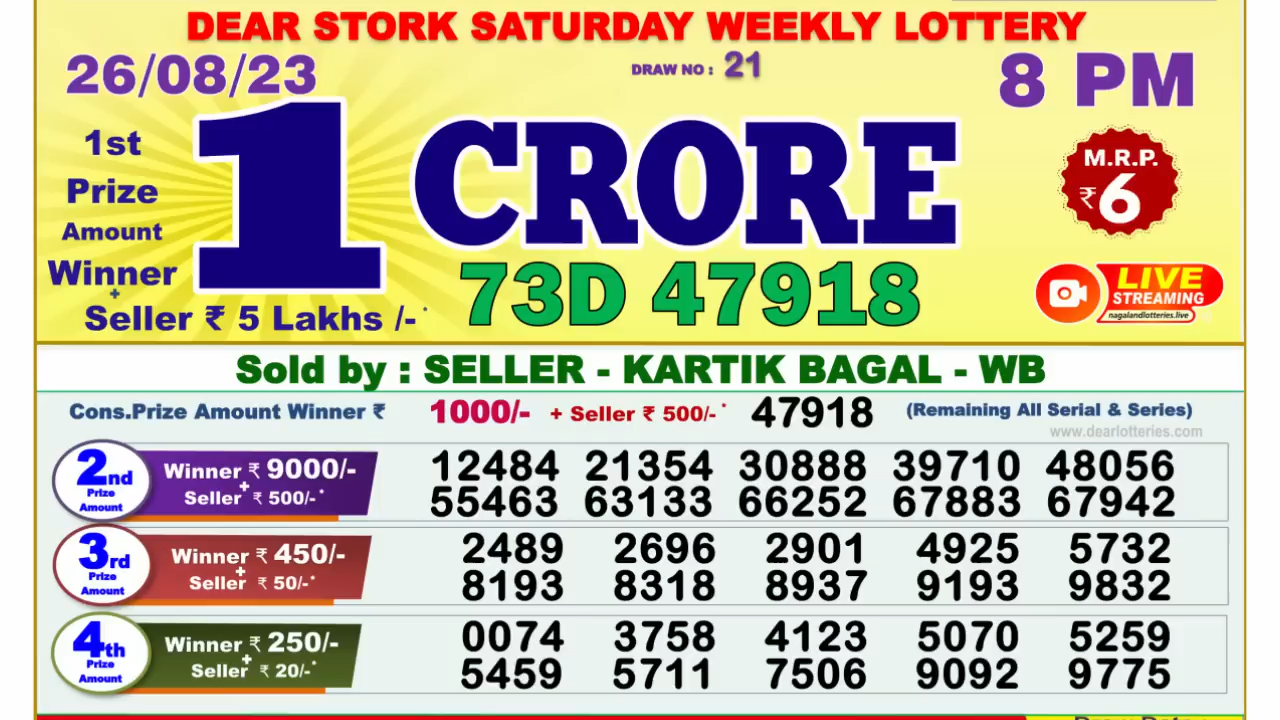 DEAR STORK SATURDAY WEEKLY LOTTERY
26/08/23
DRAW NO : 21
8 PM
1st
Prize
Amount
Winner
+
Seller ₹ 5 Lakhs /-*
1 CRORE
73D 47918
M.R.P.
₹6
LIVE
STREAMING
nagalandlotteries.live
Sold by : SELLER - KARTIK BAGAL - WB
Cons.Prize Amount Winner ₹ 1000/- + Seller ₹ 500/-* 47918 (Remaining All Serial & Series)
www.dearlotteries.com
2nd
Prize
Amount
Winner ₹ 9000/-
+
Seller ₹ 500/-*
12484 21354 30888 39710 48056
55463 63133 66252 67883 67942
3rd
Prize
Amount
Winner ₹ 450/-
+
Seller ₹ 50/-*
2489 2696 2901 4925 5732
8193 8318 8937 9193 9832
4th
Prize
Amount
Winner ₹ 250/-
+
Seller ₹ 20/-*
0074 3758 4123 5070 5259
5459 5711 7506 9092 9775